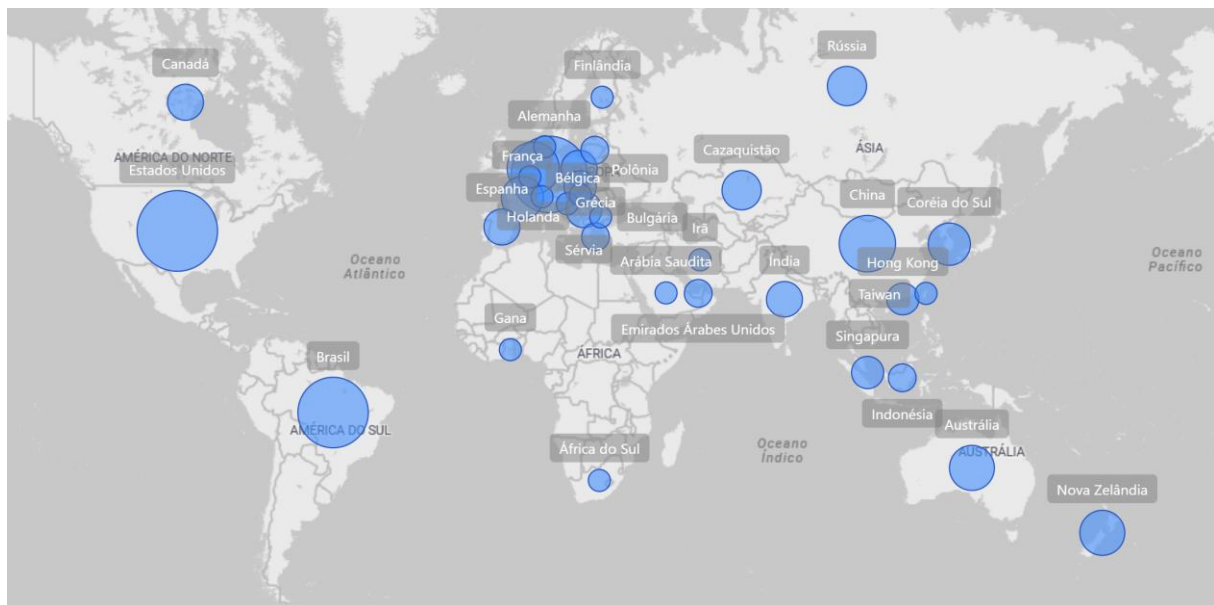 Canadá
Finlândia
Rússia
Alemanha
AMÉRICA DO NORTE
Estados Unidos
França
Bélgica
Polônia
Cazaquistão
ÁSIA
Espanha
Holanda
Grécia
Bulgária
Sérvia
Irã
China
Coréia do Sul
Oceano
Atlântico
Arábia Saudita
Índia
Hong Kong
Taiwan
Oceano
Pacífico
Emirados Árabes Unidos
Singapura
Gana
ÁFRICA
Brasil
AMÉRICA DO SUL
Indonésia
Austrália
AUSTRÁLIA
Oceano
Índico
África do Sul
Nova Zelândia